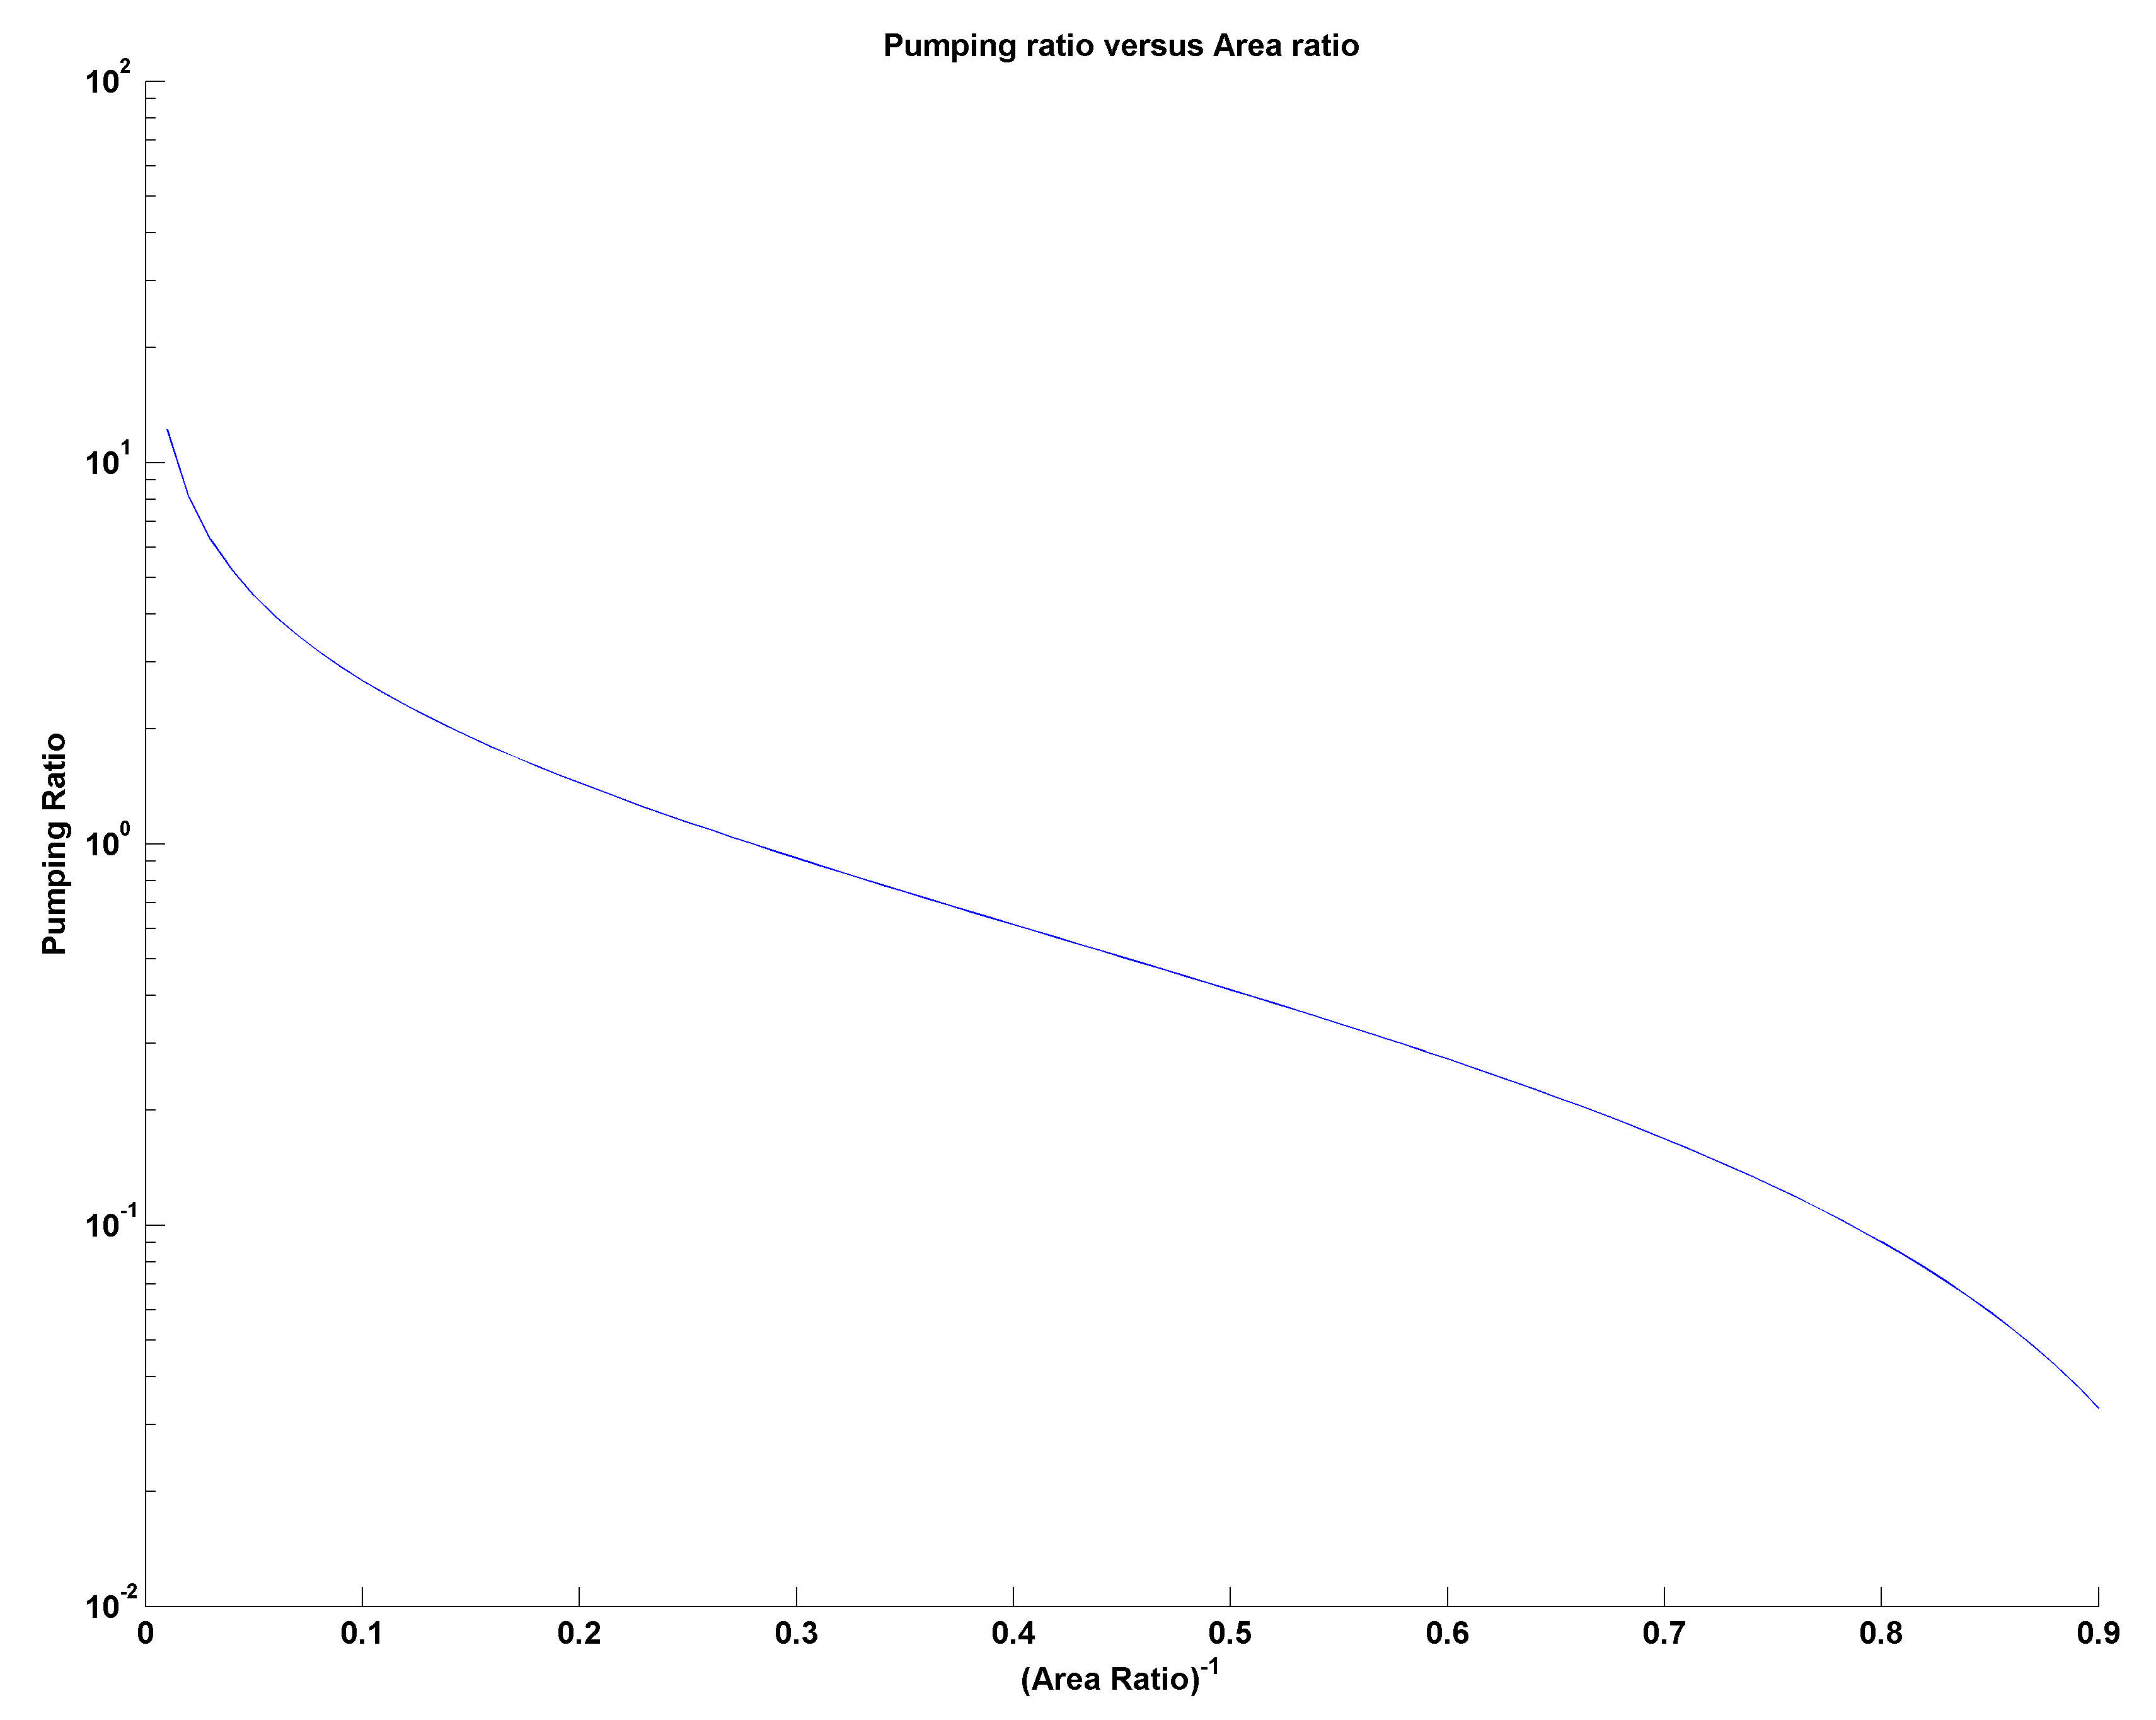 Pumping ratio versus Area ratio
10^2
10^1
10^0
10^-1
10^-2
Pumping Ratio
0 0.1 0.2 0.3 0.4 0.5 0.6 0.7 0.8 0.9
(Area Ratio)^-1